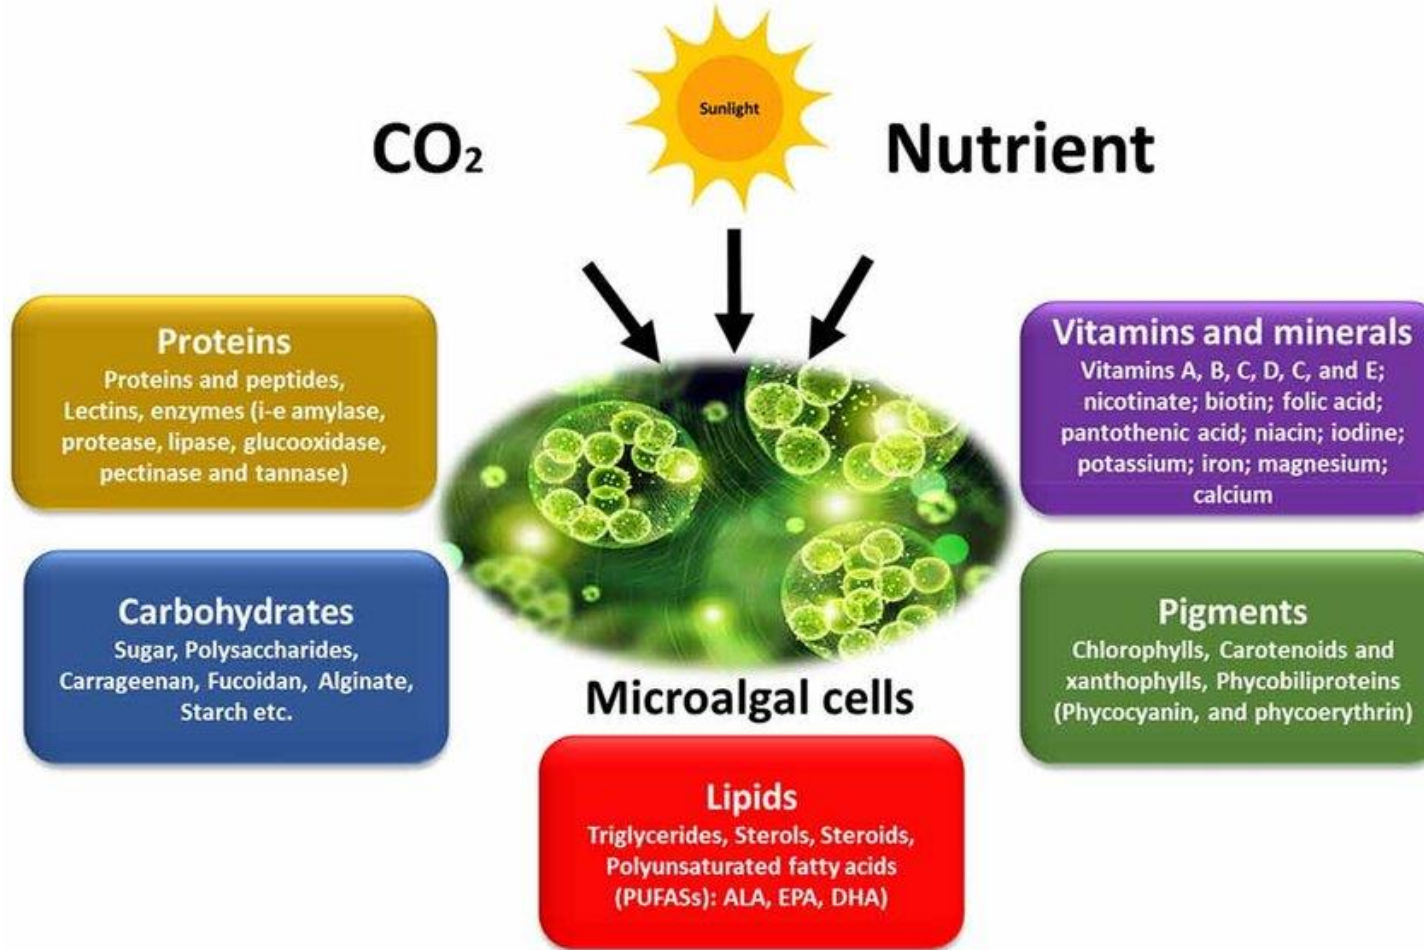 Sunlight
CO₂
Nutrient
Proteins
Proteins and peptides,
Lectins, enzymes (i-e amylase,
protease, lipase, glucooxidase,
pectinase and tannase)
Vitamins and minerals
Vitamins A, B, C, D, C, and E;
nicotinate; biotin; folic acid;
pantothenic acid; niacin; iodine;
potassium; iron; magnesium;
calcium
Carbohydrates
Sugar, Polysaccharides,
Carrageenan, Fucoidan, Alginate,
Starch etc.
Pigments
Chlorophylls, Carotenoids and
xanthophylls, Phycobiliproteins
(Phycocyanin, and phycoerythrin)
Microalgal cells
Lipids
Triglycerides, Sterols, Steroids,
Polyunsaturated fatty acids
(PUFASs): ALA, EPA, DHA)